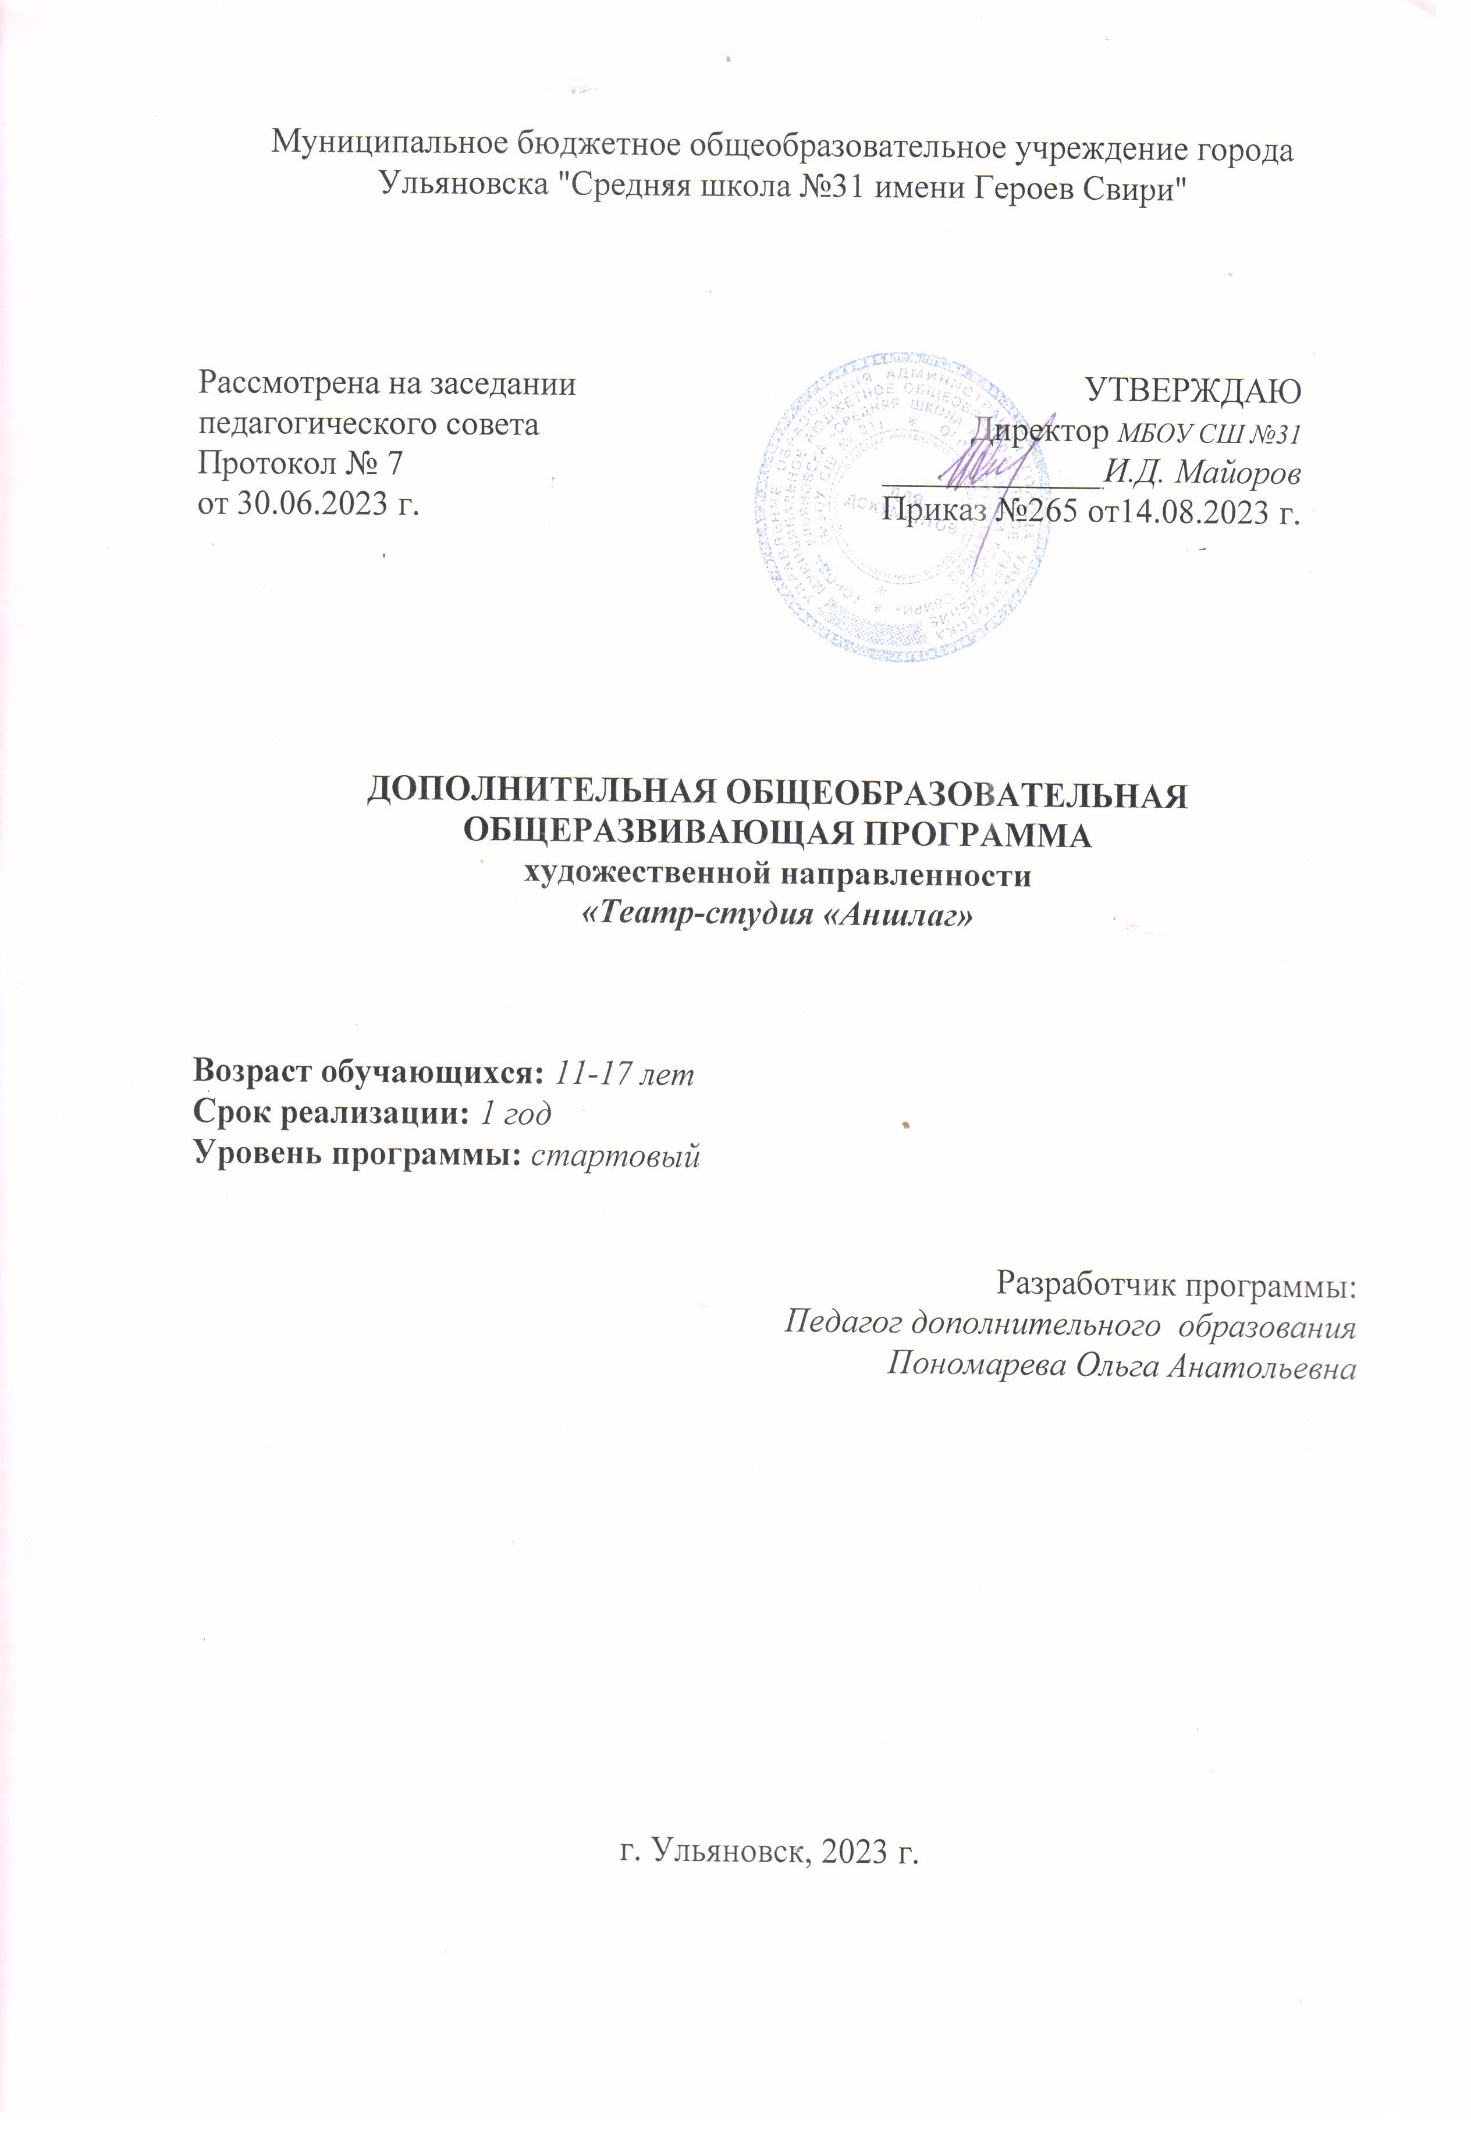 Муниципальное бюджетное общеобразовательное учреждение города
Ульяновска "Средняя школа №31 имени Героев Свири"
Рассмотрена на заседании
педагогического совета
Протокол № 7
от 30.06.2023 г.
УТВЕРЖДАЮ
Директор МБОУ СШ №31
И.Д. Майоров
Приказ №265 от14.08.2023 г.
ДЛЯ
ДОКУМЕНТОВ
ДОПОЛНИТЕЛЬНАЯ ОБЩЕОБРАЗОВАТЕЛЬНАЯ
ОБЩЕРАЗВИВАЮЩАЯ ПРОГРАММА
художественной направленности
«Театр-студия «Аншлаг»
Возраст обучающихся: 11-17 лет
Срок реализации: 1 год
Уровень программы: стартовый
Разработчик программы:
Педагог дополнительного  образования
Пономарева Ольга Анатольевна
г. Ульяновск, 2023 г.